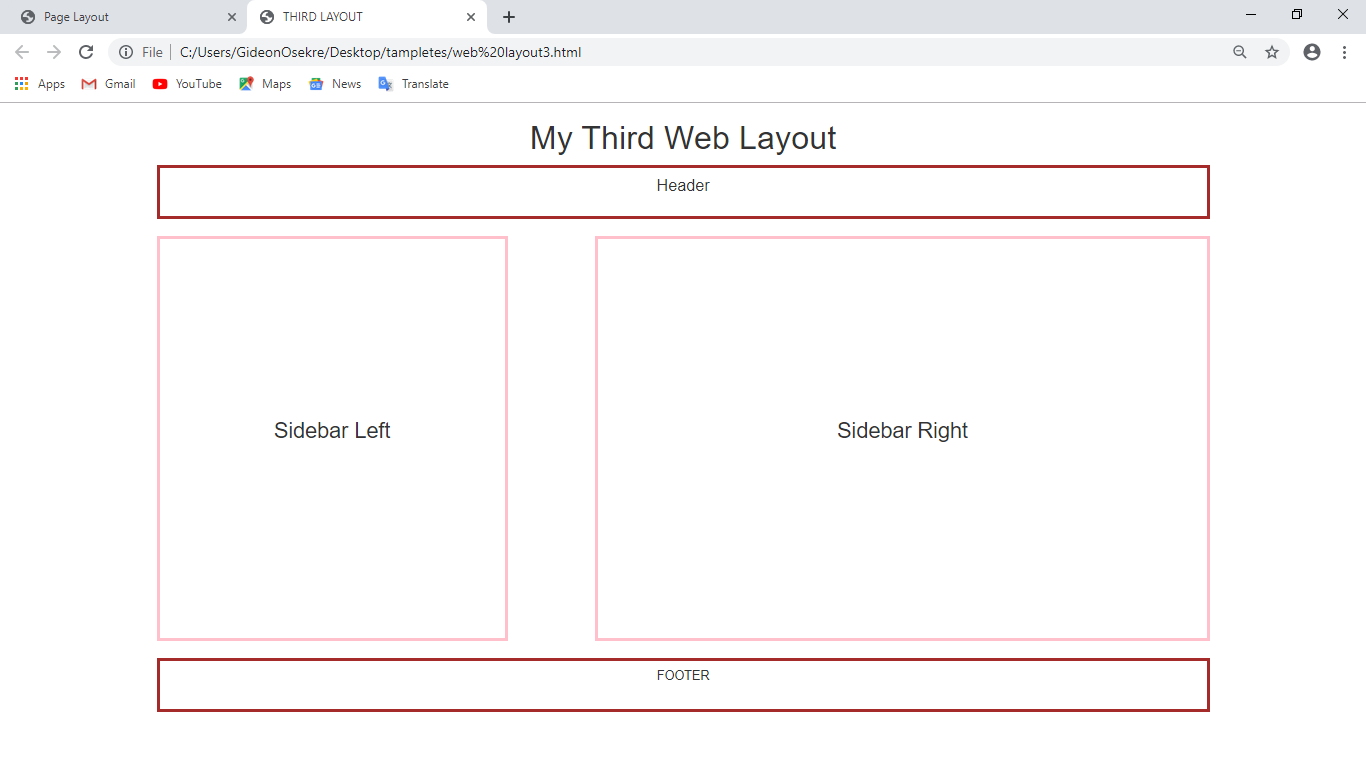 Page Layout
THIRD LAYOUT
File C:/Users/GideonOsekre/Desktop/tampletes/web%20layout3.html
Apps Gmail YouTube Maps News Translate
My Third Web Layout
Header
Sidebar Left Sidebar Right
FOOTER